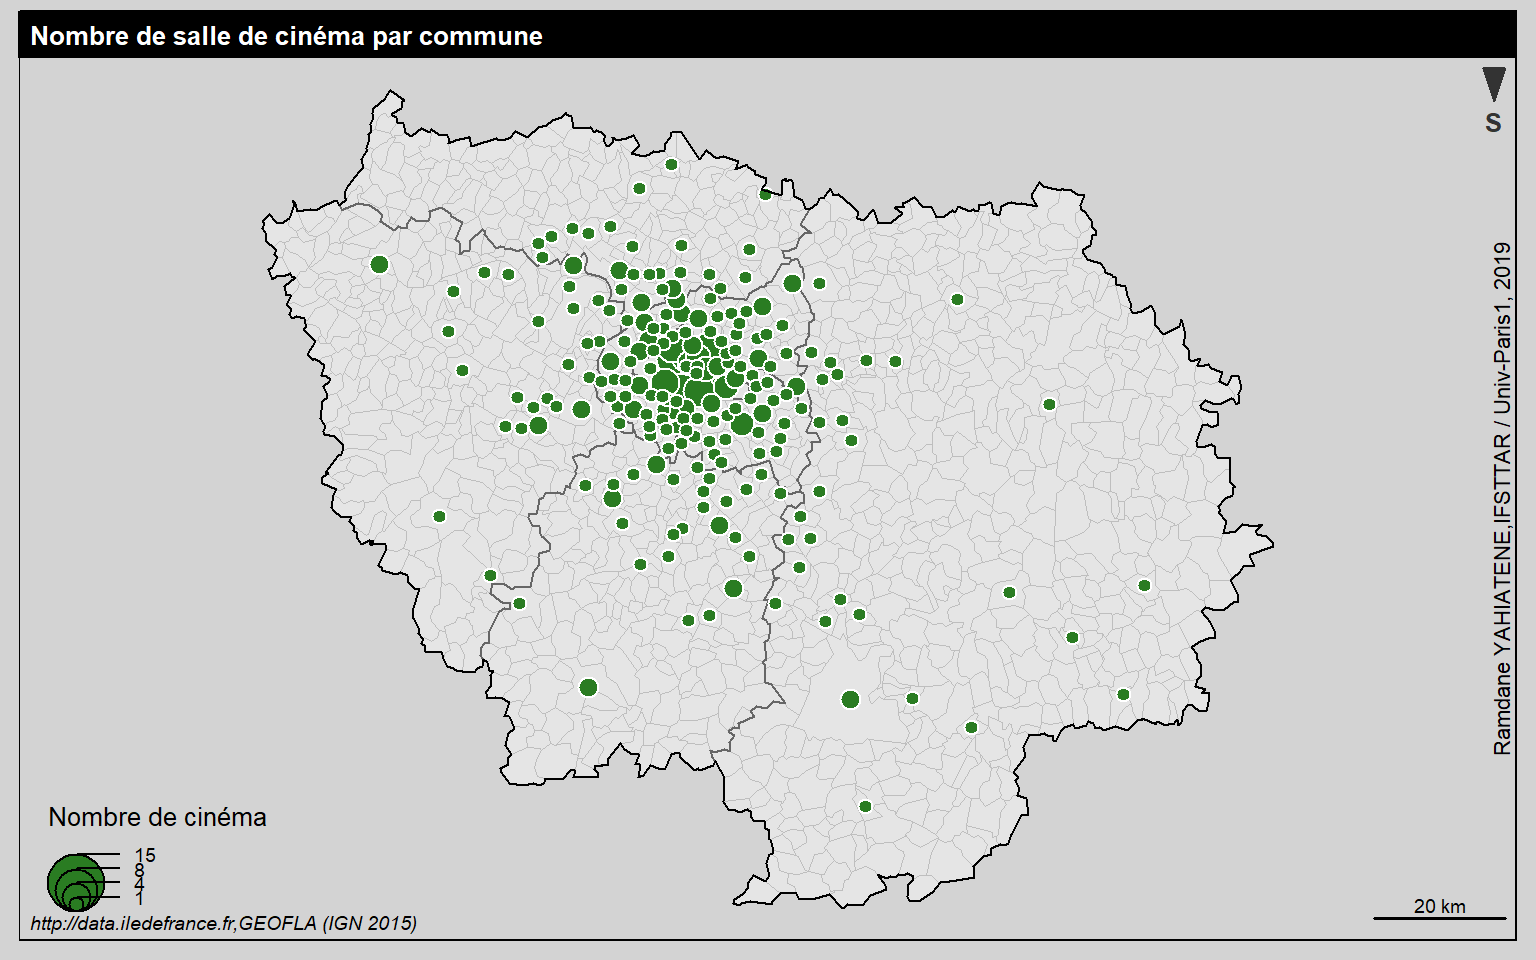 Nombre de salle de cinéma par commune
S
Ramdane YAHIATENE,IFSTTAR / Univ-Paris1, 2019
Nombre de cinéma
15
8
4
1
http://data.iledefrance.fr,GEOFLA (IGN 2015)
20 km